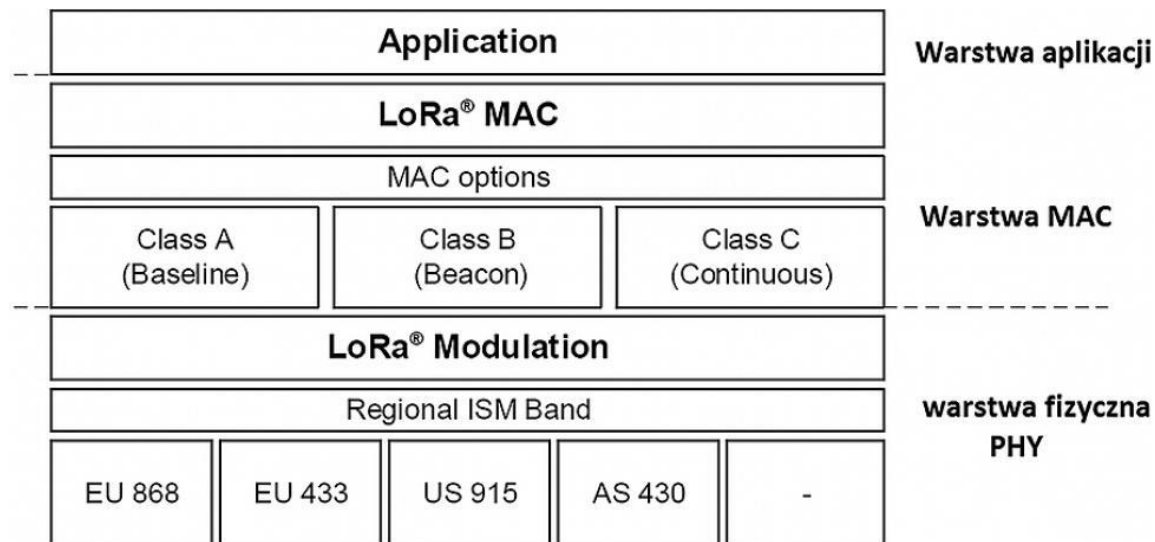 Application
Warstwa aplikacji
LoRa® MAC
MAC options
Warstwa MAC
Class A
(Baseline)
Class B
(Beacon)
Class C
(Continuous)
LoRa® Modulation
Regional ISM Band
warstwa fizyczna
PHY
EU 868
EU 433
US 915
AS 430
-